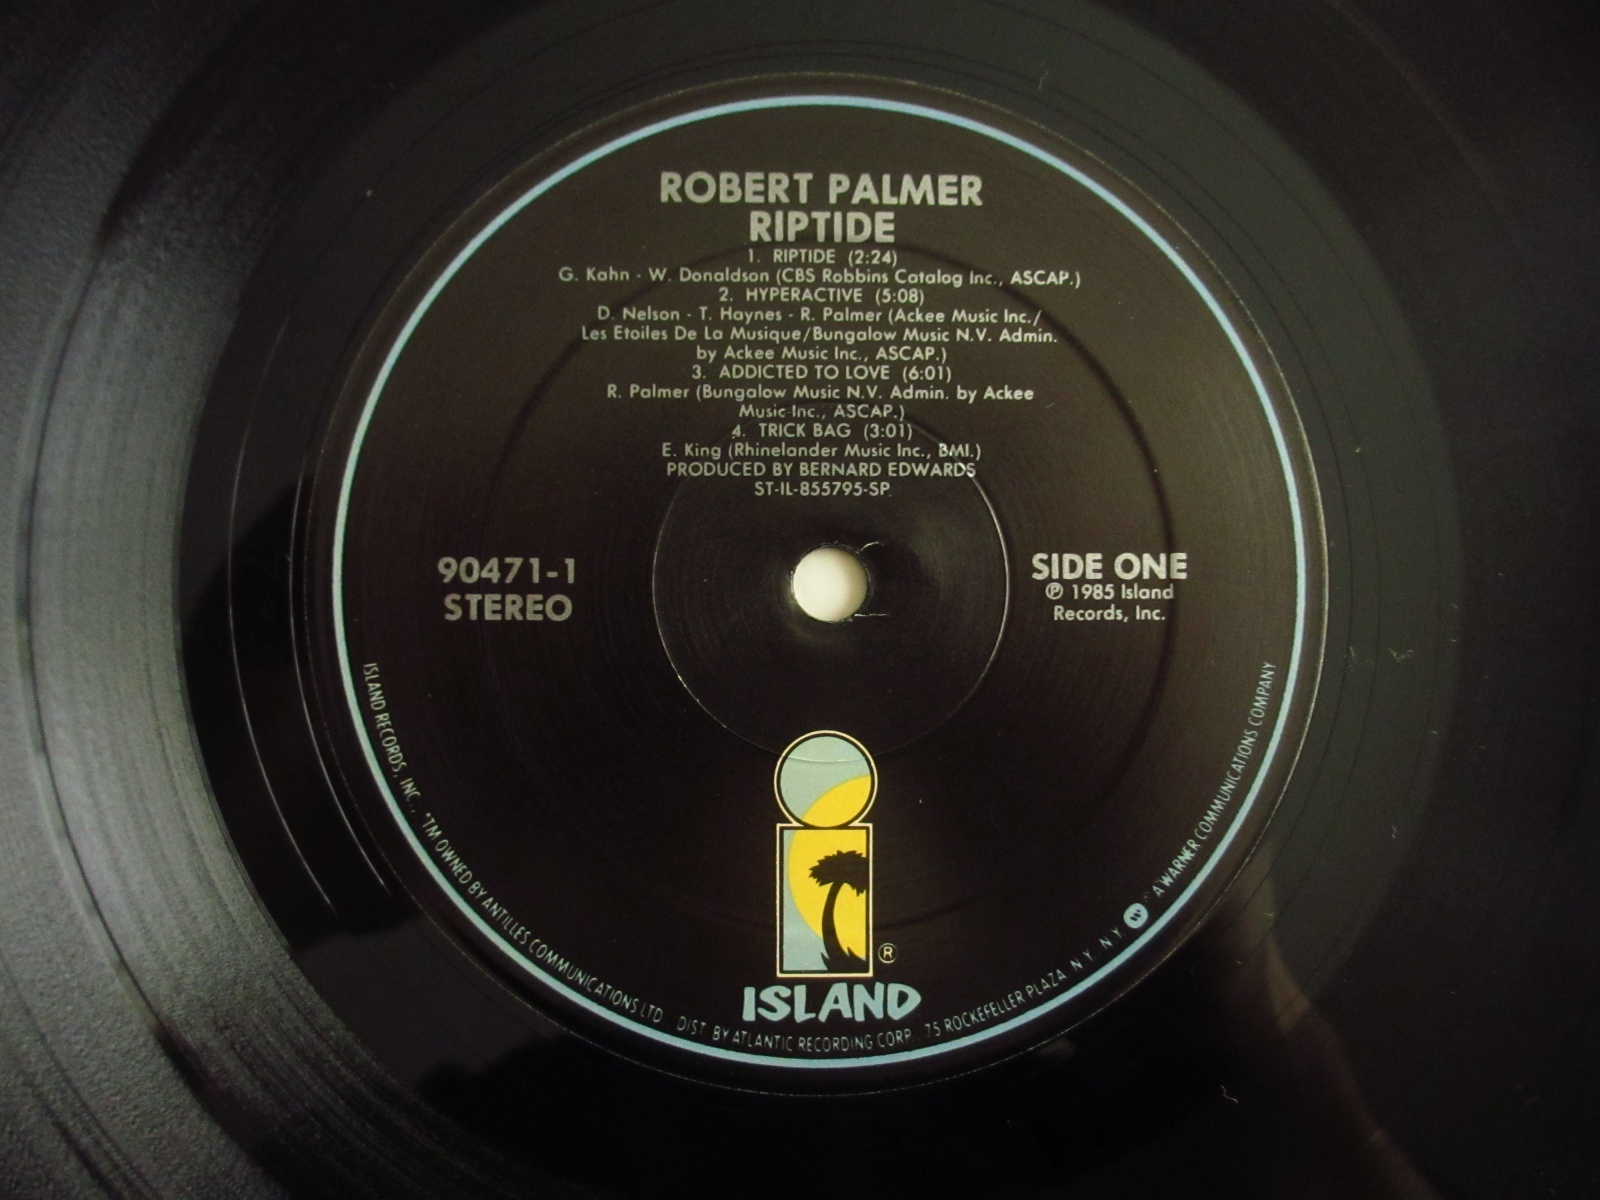 ROBERT PALMER
RIPTIDE
1. RIPTIDE (2:24)
G. Kahn - W. Donaldson (CBS Robbins Catalog Inc., ASCAP.)
2. HYPERACTIVE (5:08)
D. Nelson - T. Haynes - R. Palmer (Ackee Music Inc./
Les Etoiles De La Musique/Bungalow Music N.V. Admin.
by Ackee Music Inc., ASCAP.)
3. ADDICTED TO LOVE (6:01)
R. Palmer (Bungalow Music N.V. Admin. by Ackee
Music Inc., ASCAP.)
4. TRICK BAG (3:01)
E. King (Rhinelander Music Inc., BMI.)
PRODUCED BY BERNARD EDWARDS
ST-IL-855795-SP
90471-1
STEREO
SIDE ONE
℗ 1985 Island
Records, Inc.
®
ISLAND
ISLAND RECORDS, INC., *TM OWNED BY ANTILLES COMMUNICATIONS LTD DIST. BY ATLANTIC RECORDING CORP. 75 ROCKEFELLER PLAZA N.Y. N.Y. W A WARNER COMMUNICATIONS COMPANY